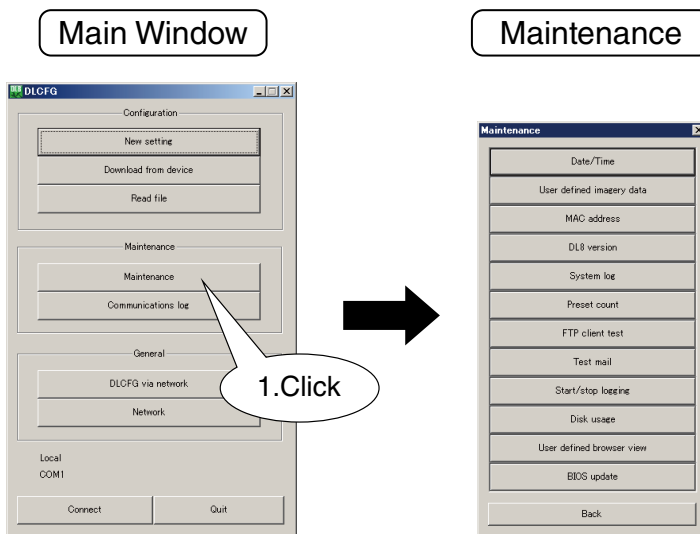 Main Window
DLCFG
Configuration
New setting
Download from device
Read file
Maintenance
Maintenance
Communications log
General
DLCFG via network
Network
Local
COM1
Connect
Quit
1.Click
Maintenance
Maintenance
Date/Time
User defined imagery data
MAC address
DL8 version
System log
Preset count
FTP client test
Test mail
Start/stop logging
Disk usage
User defined browser view
BIOS update
Back